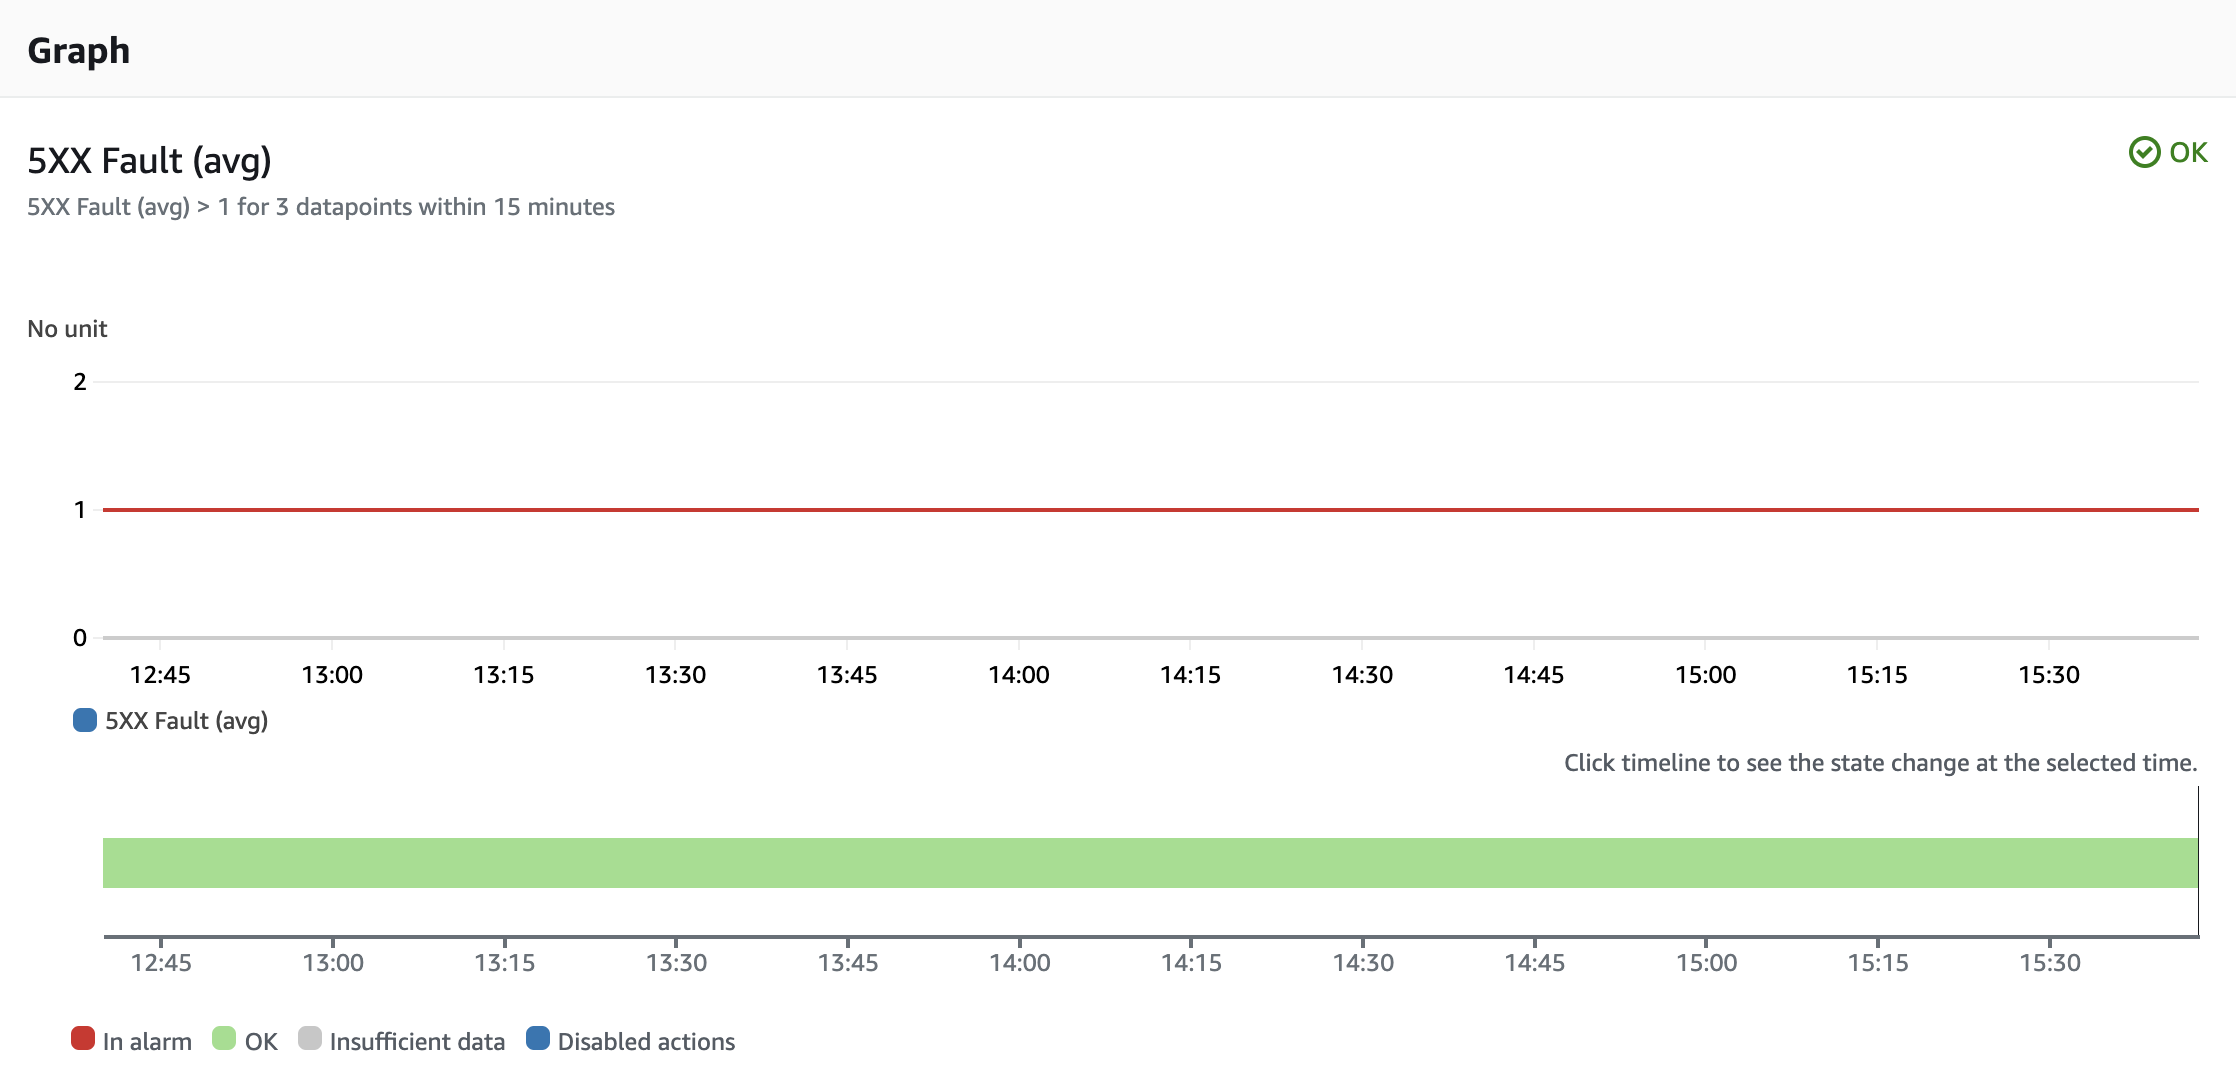 Graph
5XX Fault (avg)
OK
5XX Fault (avg) > 1 for 3 datapoints within 15 minutes
No unit
2
1
0
12:45 13:00 13:15 13:30 13:45 14:00 14:15 14:30 14:45 15:00 15:15 15:30
5XX Fault (avg)
Click timeline to see the state change at the selected time.
12:45 13:00 13:15 13:30 13:45 14:00 14:15 14:30 14:45 15:00 15:15 15:30
In alarm OK Insufficient data Disabled actions